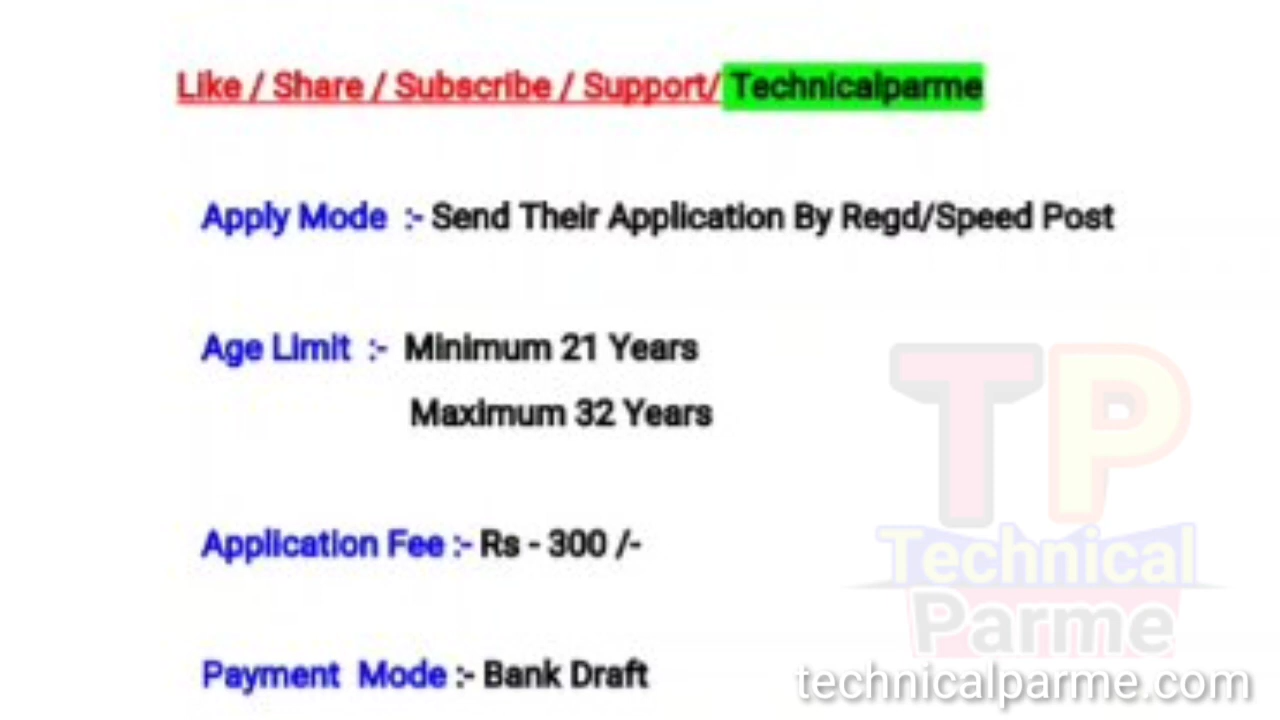 Like / Share / Subscribe / Support/ Technicalparme
Apply Mode :- Send Their Application By Regd/Speed Post
Age Limit :- Minimum 21 Years
Maximum 32 Years
Application Fee :- Rs - 300 /-
Payment Mode :- Bank Draft
TP
Technical
Parme
technicalparme.com